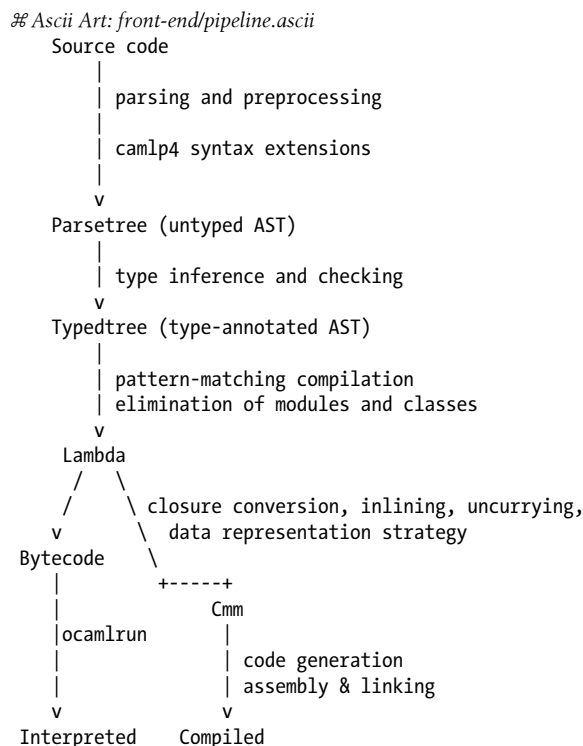 ⌘ Ascii Art: front-end/pipeline.ascii
Source code
|
| parsing and preprocessing
|
| camlp4 syntax extensions
|
v
Parsetree (untyped AST)
|
| type inference and checking
v
Typedtree (type-annotated AST)
|
| pattern-matching compilation
| elimination of modules and classes
v
Lambda
/ \
/ \ closure conversion, inlining, uncurrying,
v \ data representation strategy
Bytecode \
| +-----+
| Cmm
|ocamlrun |
| | code generation
| | assembly & linking
v v
Interpreted Compiled